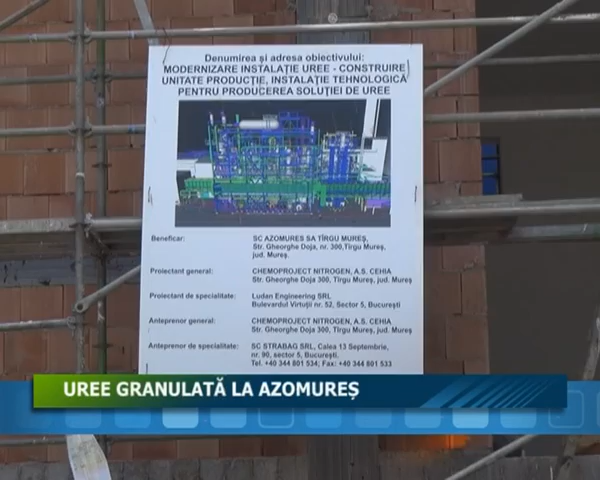 Denumirea și adresa obiectivului:
MODERNIZARE INSTALAȚIE UREE - CONSTRUIRE
UNITATE PRODUCȚIE, INSTALAȚIE TEHNOLOGICĂ
PENTRU PRODUCEREA SOLUȚIEI DE UREE
Beneficar: SC AZOMURES SA TÎRGU MUREȘ,
Str. Gheorghe Doja, nr. 300,Tîrgu Mureș,
jud. Mureș.
Proiectant general: CHEMOPROJECT NITROGEN, A.S. CEHIA
Str. Gheorghe Doja 300, Tîrgu Mureș, jud. Mureș
Proiectant de specialitate: Ludan Engineering SRL
Bulevardul Virtuții nr. 52, Sector 5, București
Anteprenor general: CHEMOPROJECT NITROGEN, A.S. CEHIA
Str. Gheorghe Doja 300, Tîrgu Mureș, jud. Mureș
Anteprenor de specialitate: SC STRABAG SRL, Calea 13 Septembrie,
nr. 90, sector 5, București.
Tel. +40 344 801 534; Fax: +40 344 801 533
UREE GRANULATĂ LA AZOMUREȘ